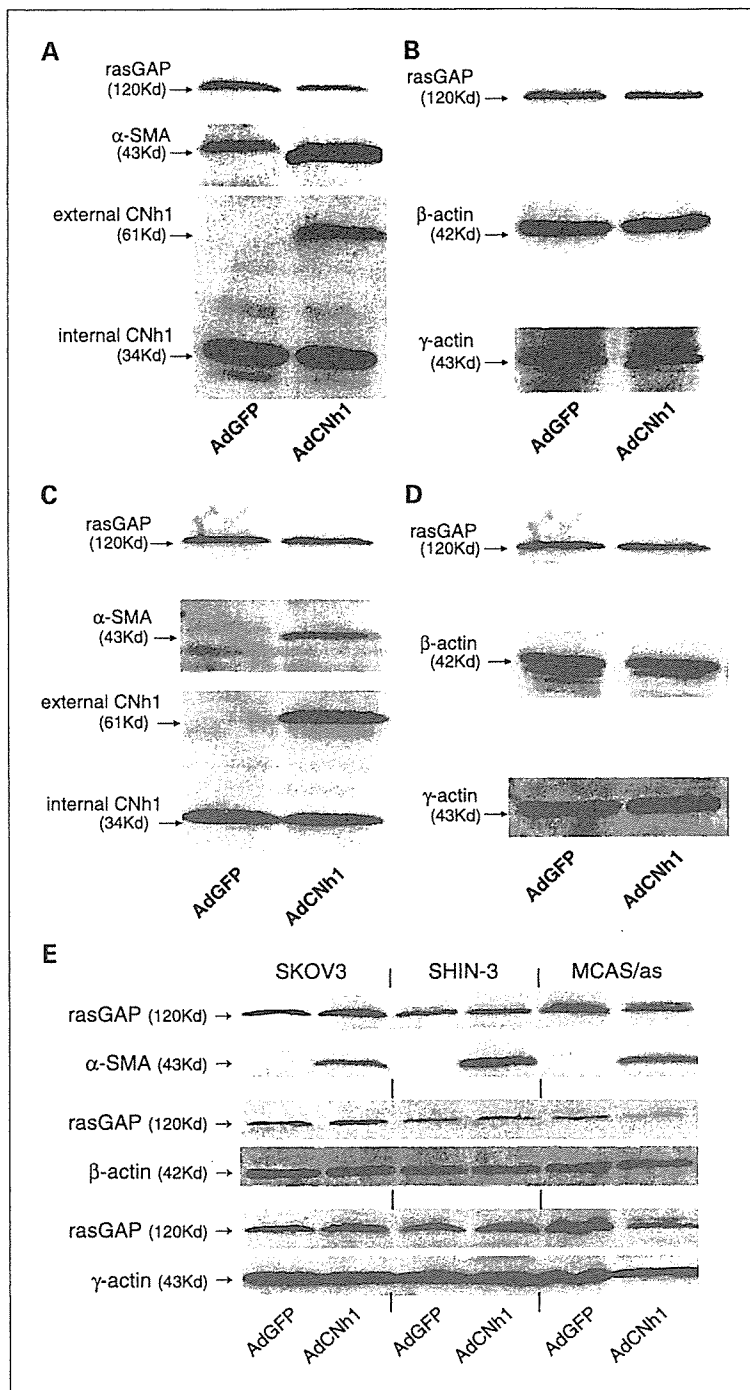 A
rasGAP
(120Kd)→
α-SMA
(43Kd)→
external CNh1
(61Kd)→
internal CNh1
(34Kd)→
AdGFP
AdCNh1
B
rasGAP
(120Kd)→
β-actin
(42Kd)→
γ-actin
(43Kd)→
AdGFP
AdCNh1
C
rasGAP
(120Kd)→
α-SMA
(43Kd)→
external CNh1
(61Kd)→
internal CNh1
(34Kd)→
AdGFP
AdCNh1
D
rasGAP
(120Kd)→
β-actin
(42Kd)→
γ-actin
(43Kd)→
AdGFP
AdCNh1
E
SKOV3 | SHIN-3 | MCAS/as
rasGAP (120Kd) →
α-SMA (43Kd) →
rasGAP (120Kd) →
β-actin (42Kd) →
rasGAP (120Kd) →
γ-actin (43Kd) →
AdGFP AdCNh1 AdGFP AdCNh1 AdGFP AdCNh1